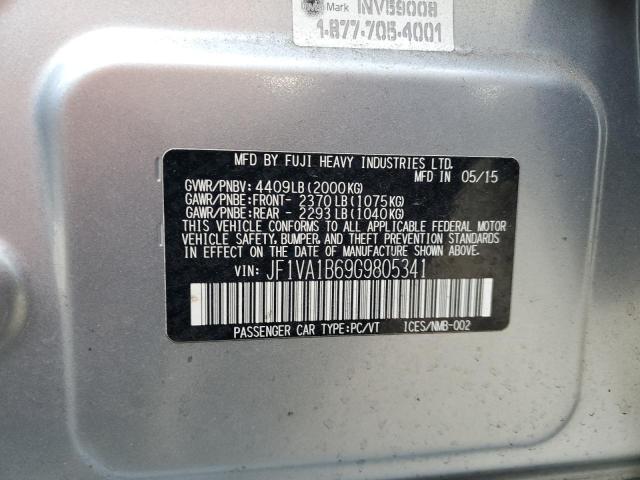 Mark INV59008
1-877-705-4001
MFD BY FUJI HEAVY INDUSTRIES LTD.
MFD IN 05/15
GVWR/PNBV: 4409LB(2000KG)
GAWR/PNBE:FRONT- 2370LB(1075KG)
GAWR/PNBE:REAR - 2293LB(1040KG)
THIS VEHICLE CONFORMS TO ALL APPLICABLE FEDERAL MOTOR
VEHICLE SAFETY, BUMPER, AND THEFT PREVENTION STANDARDS
IN EFFECT ON THE DATE OF MANUFACTURE SHOWN ABOVE.
VIN: JF1VA1B69G9805341
PASSENGER CAR TYPE:PC/VT ICES/NMB-002